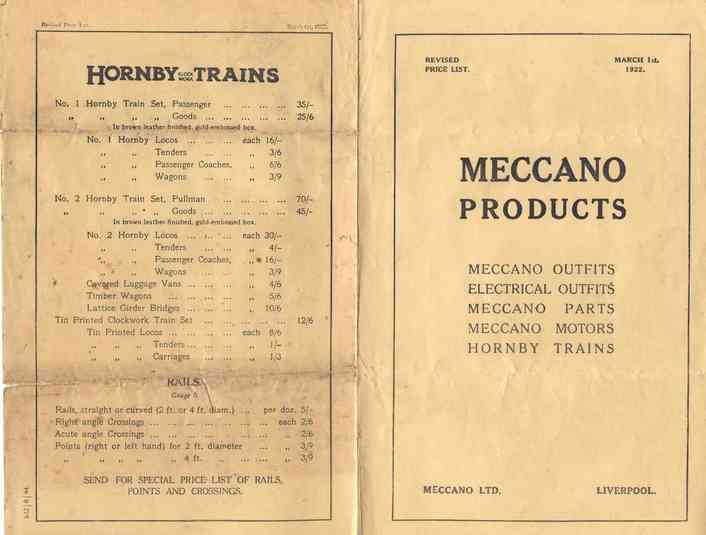 Revised Price List
HORNBY CLOCK WORK TRAINS
No. 1 Hornby Train Set, Passenger ... ... ... ... 35/-
„ „ „ „ Goods ... ... ... ... ... 25/6
In brown leather-finished, gold-embossed box.
No. 1 Hornby Locos ... ... ... each 16/-
„ „ Tenders ... ... „ 3/6
„ „ Passenger Coaches, „ 6/6
„ „ Wagons ... ... „ 3/9
No. 2 Hornby Train Set, Pullman ... ... ... ... 70/-
„ „ „ „ Goods ... ... ... ... 45/-
In brown leather-finished, gold-embossed box.
No. 2 Hornby Locos ... ... ... each 30/-
„ „ Tenders ... ... „ 4/-
„ „ Passenger Coaches, „ 16/-
„ „ Wagons ... ... „ 3/9
Covered Luggage Vans ... ... ... „ 4/6
Timber Wagons ... ... ... ... „ 5/6
Lattice Girder Bridges ... ... ... „ 10/6
Tin Printed Clockwork Train Set ... ... ... ... 12/6
Tin Printed Locos ... ... ... ... each 8/6
„ „ „ Tenders ... ... „ 1/-
„ „ „ Carriages ... „ 1/3
RAILS.
Gauge 0.
Rails, straight or curved (2 ft. or 4 ft. diam.) ... per doz. 5/-
Right angle Crossings ... ... ... ... ... ... each 2/6
Acute angle Crossings ... ... ... ... ... ... „ 2/6
Points (right or left hand) for 2 ft. diameter ... „ 3/9
„ „ „ „ „ 4 ft. „ ... ... „ 3/9
SEND FOR SPECIAL PRICE LIST OF RAILS,
POINTS AND CROSSINGS.
REVISED
PRICE LIST.
MARCH 1st,
1922.
MECCANO
PRODUCTS
MECCANO OUTFITS
ELECTRICAL OUTFITS
MECCANO PARTS
MECCANO MOTORS
HORNBY TRAINS
MECCANO LTD. LIVERPOOL.